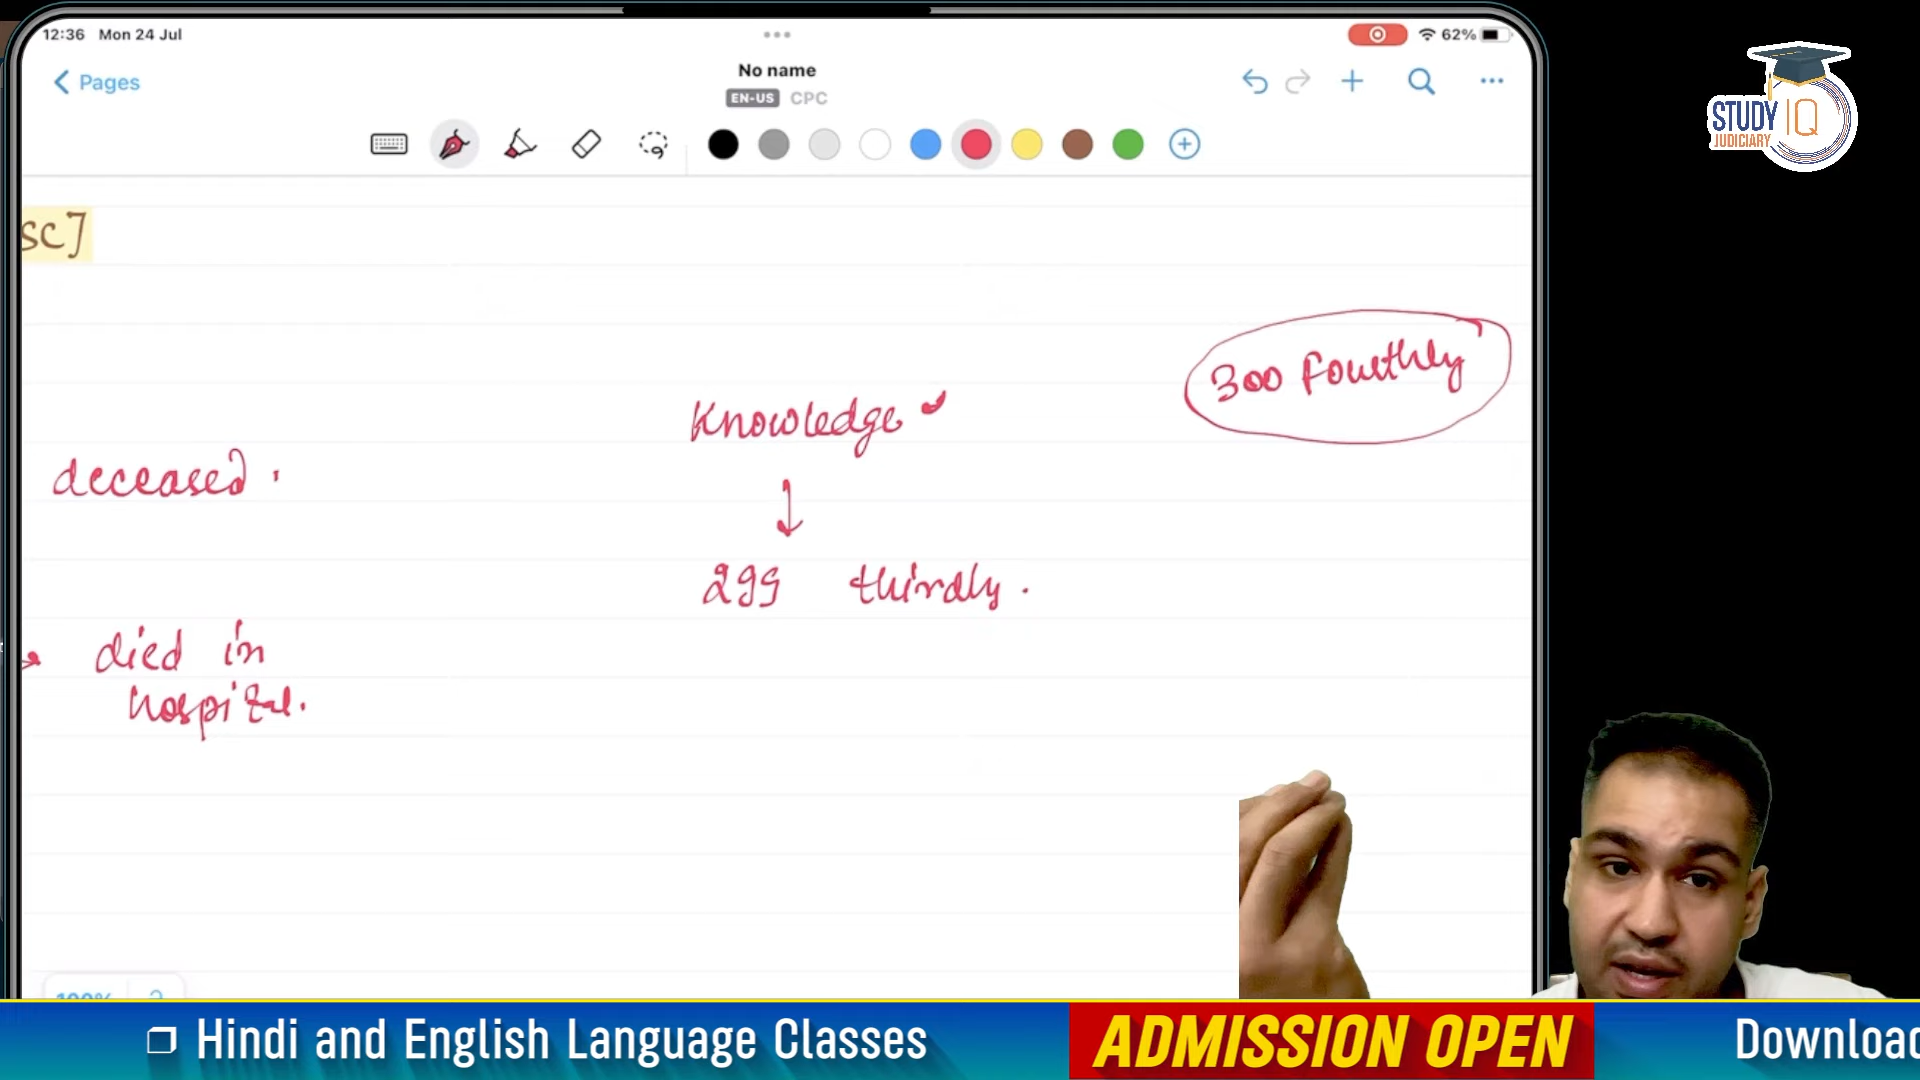 12:36 Mon 24 Jul
62%
Pages
No name
EN-US CPC
STUDY IQ
JUDICIARY
SC]
300 fourthly
Knowledge
deceased.
299 thirdly.
died in
hospital.
100%
Hindi and English Language Classes
ADMISSION OPEN
Download